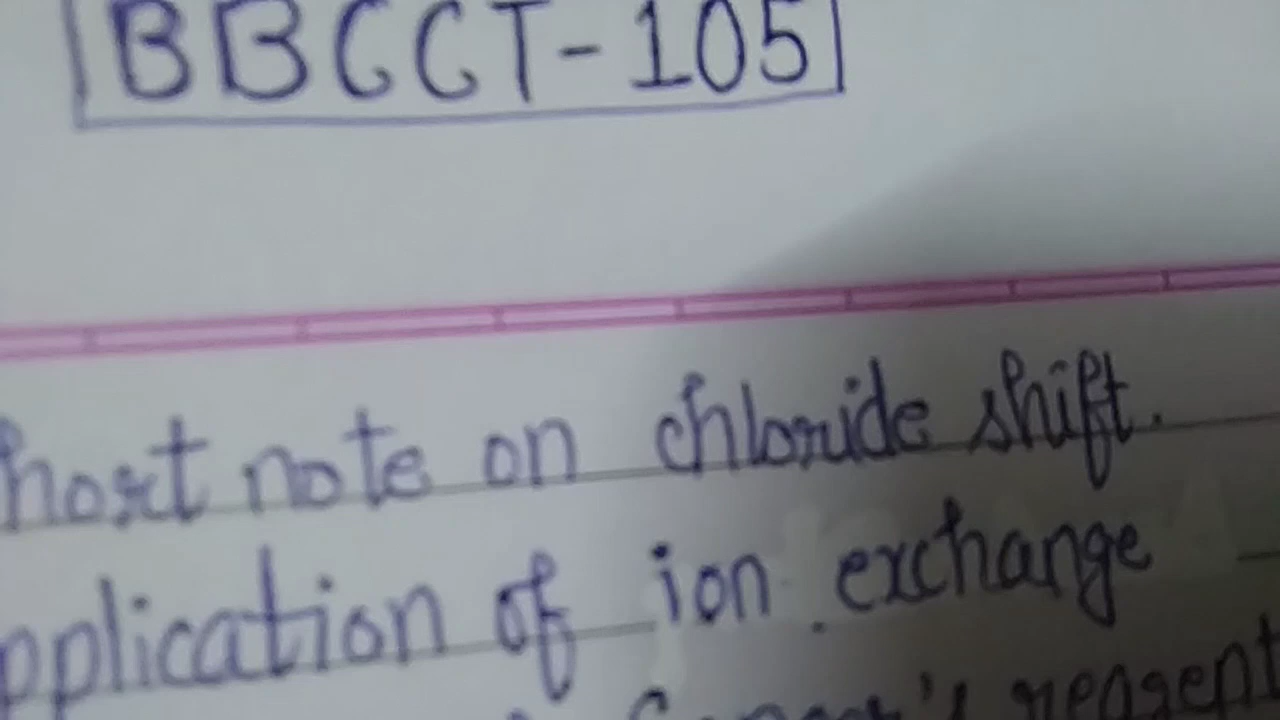 BBCCT-105
hort note on chloride shift.
pplication of ion exchange
reagent